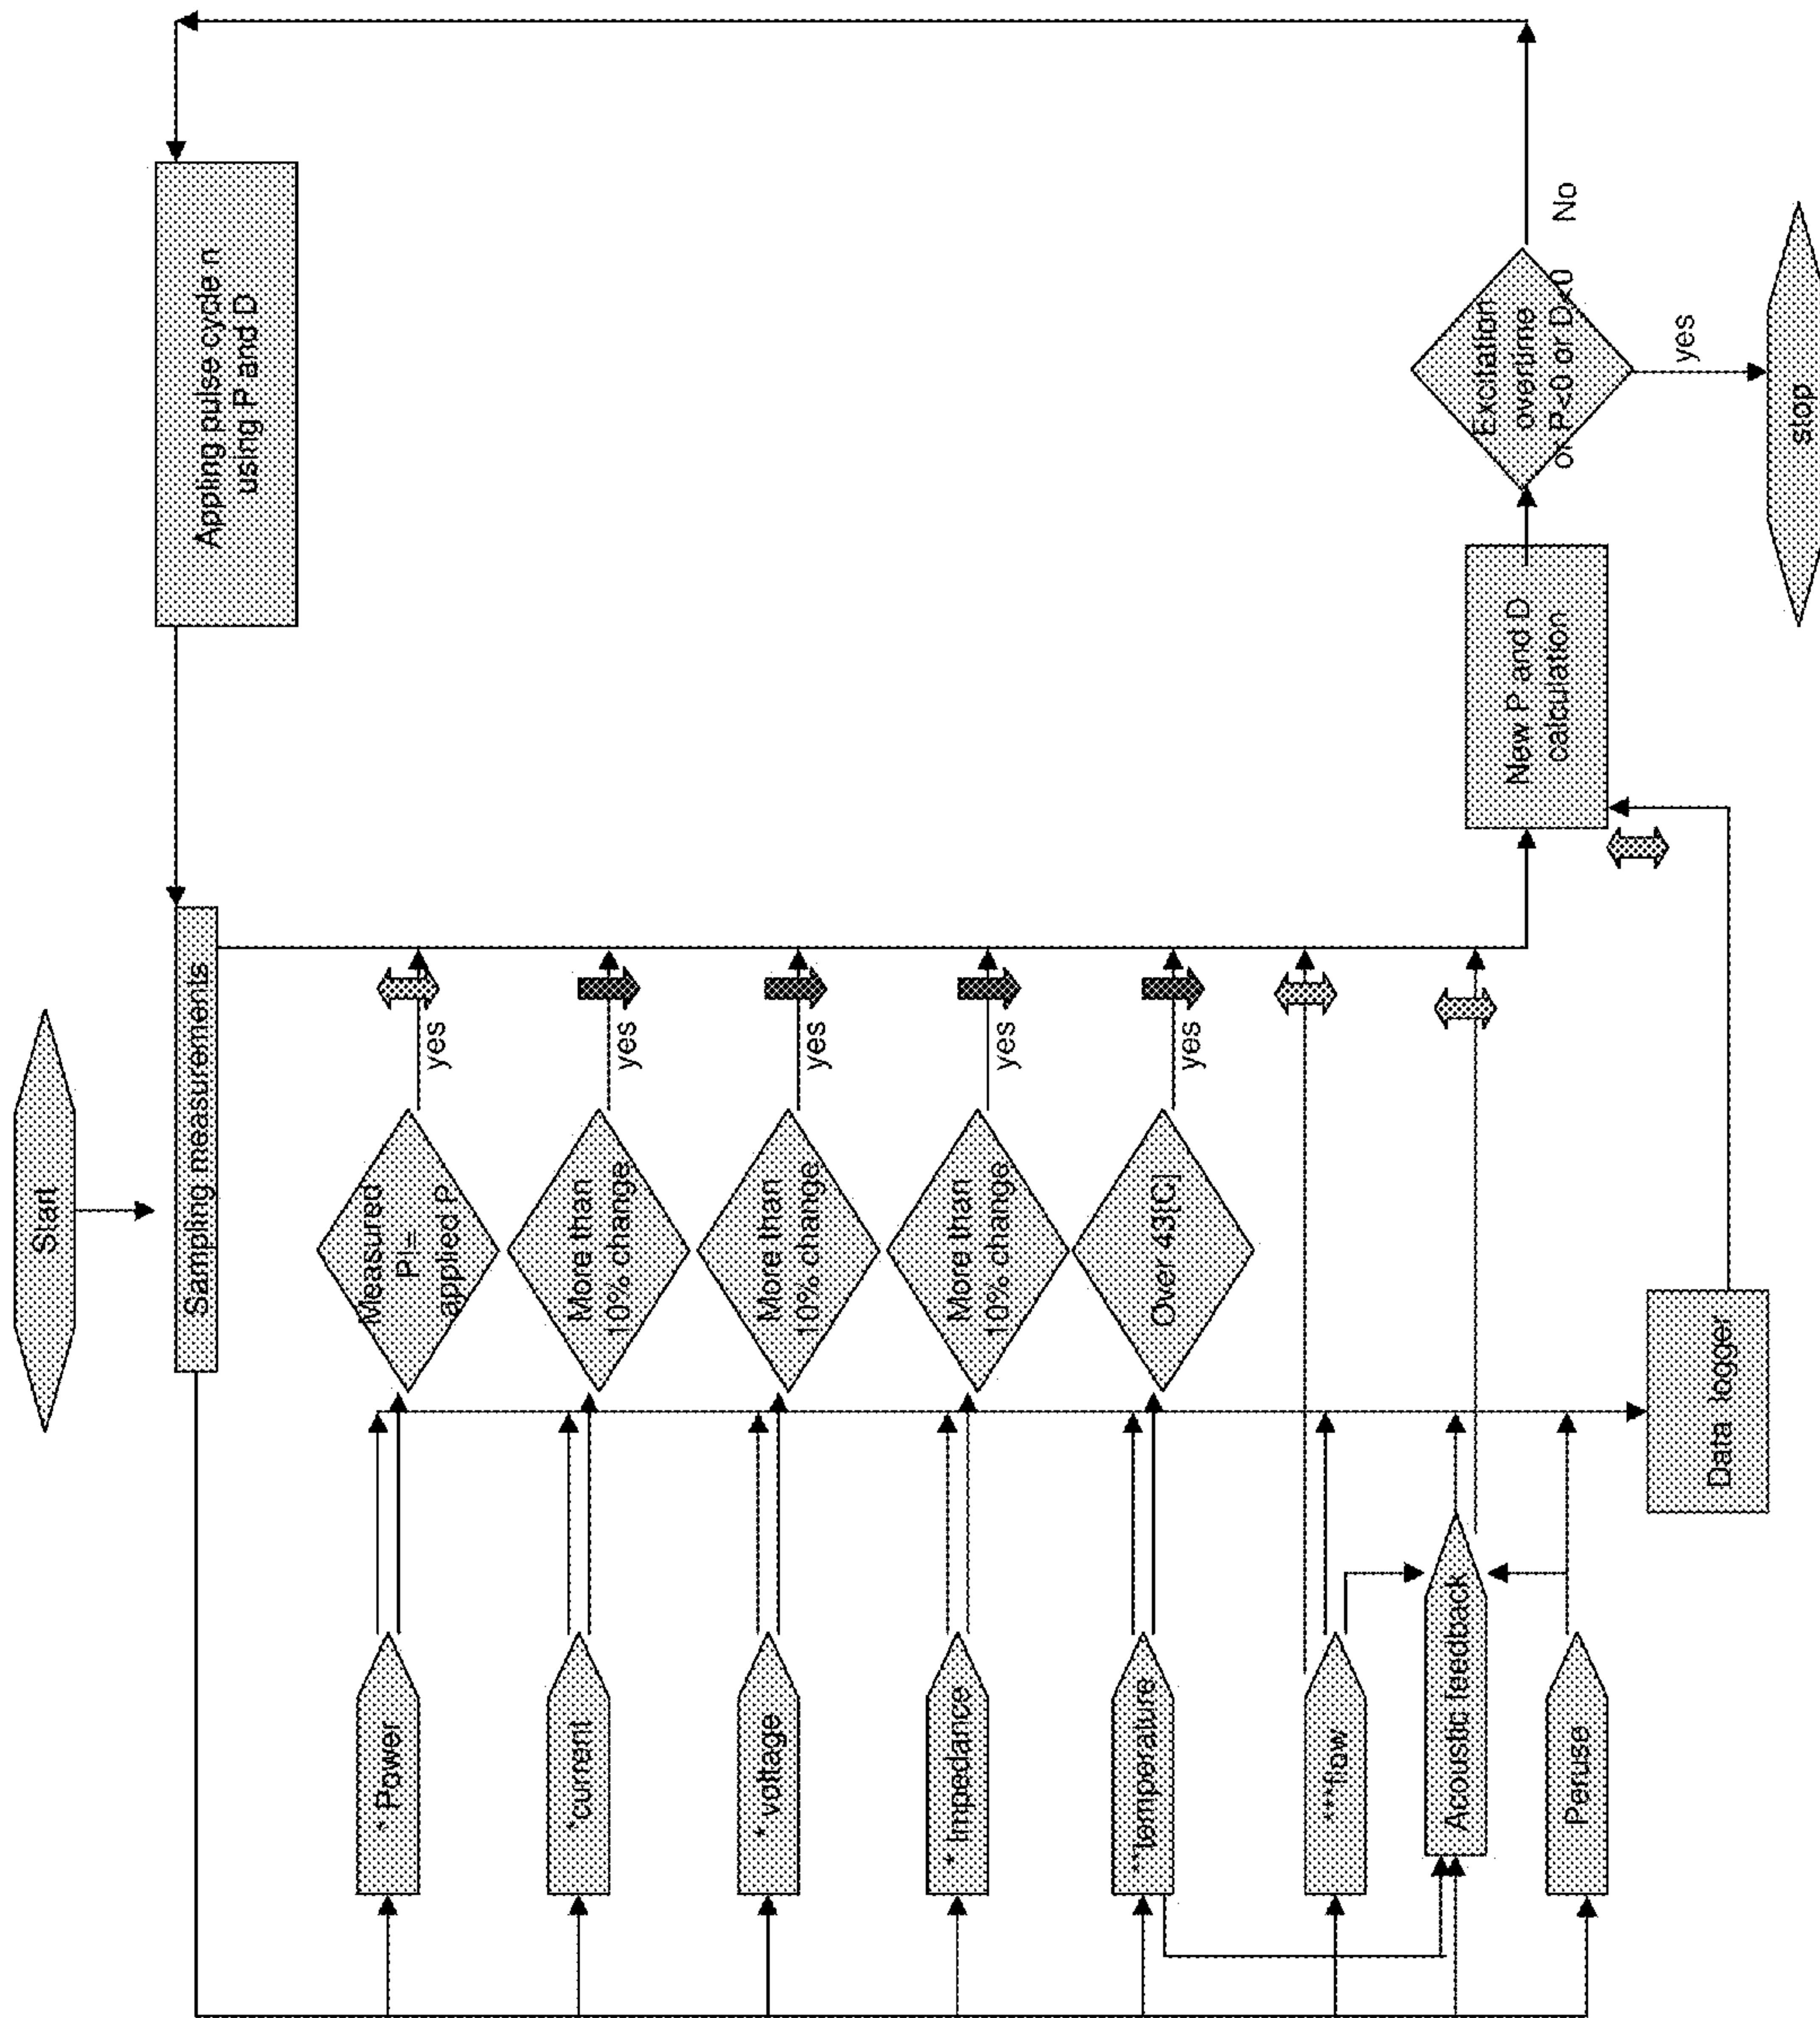 Start
Sampling measurements
Appling pulse cycle n
using P and D
* Power
*current
* voltage
* Impedance
**temperature
***flow
Acoustic feedback
Peruse
Measured
P!=
applied P
More than
10% change
More than
10% change
More than
10% change
Over 43[C]
yes
yes
yes
yes
yes
Data logger
New P and D
calculation
Excitation
overtime
or P<0 or D<0
No
yes
stop